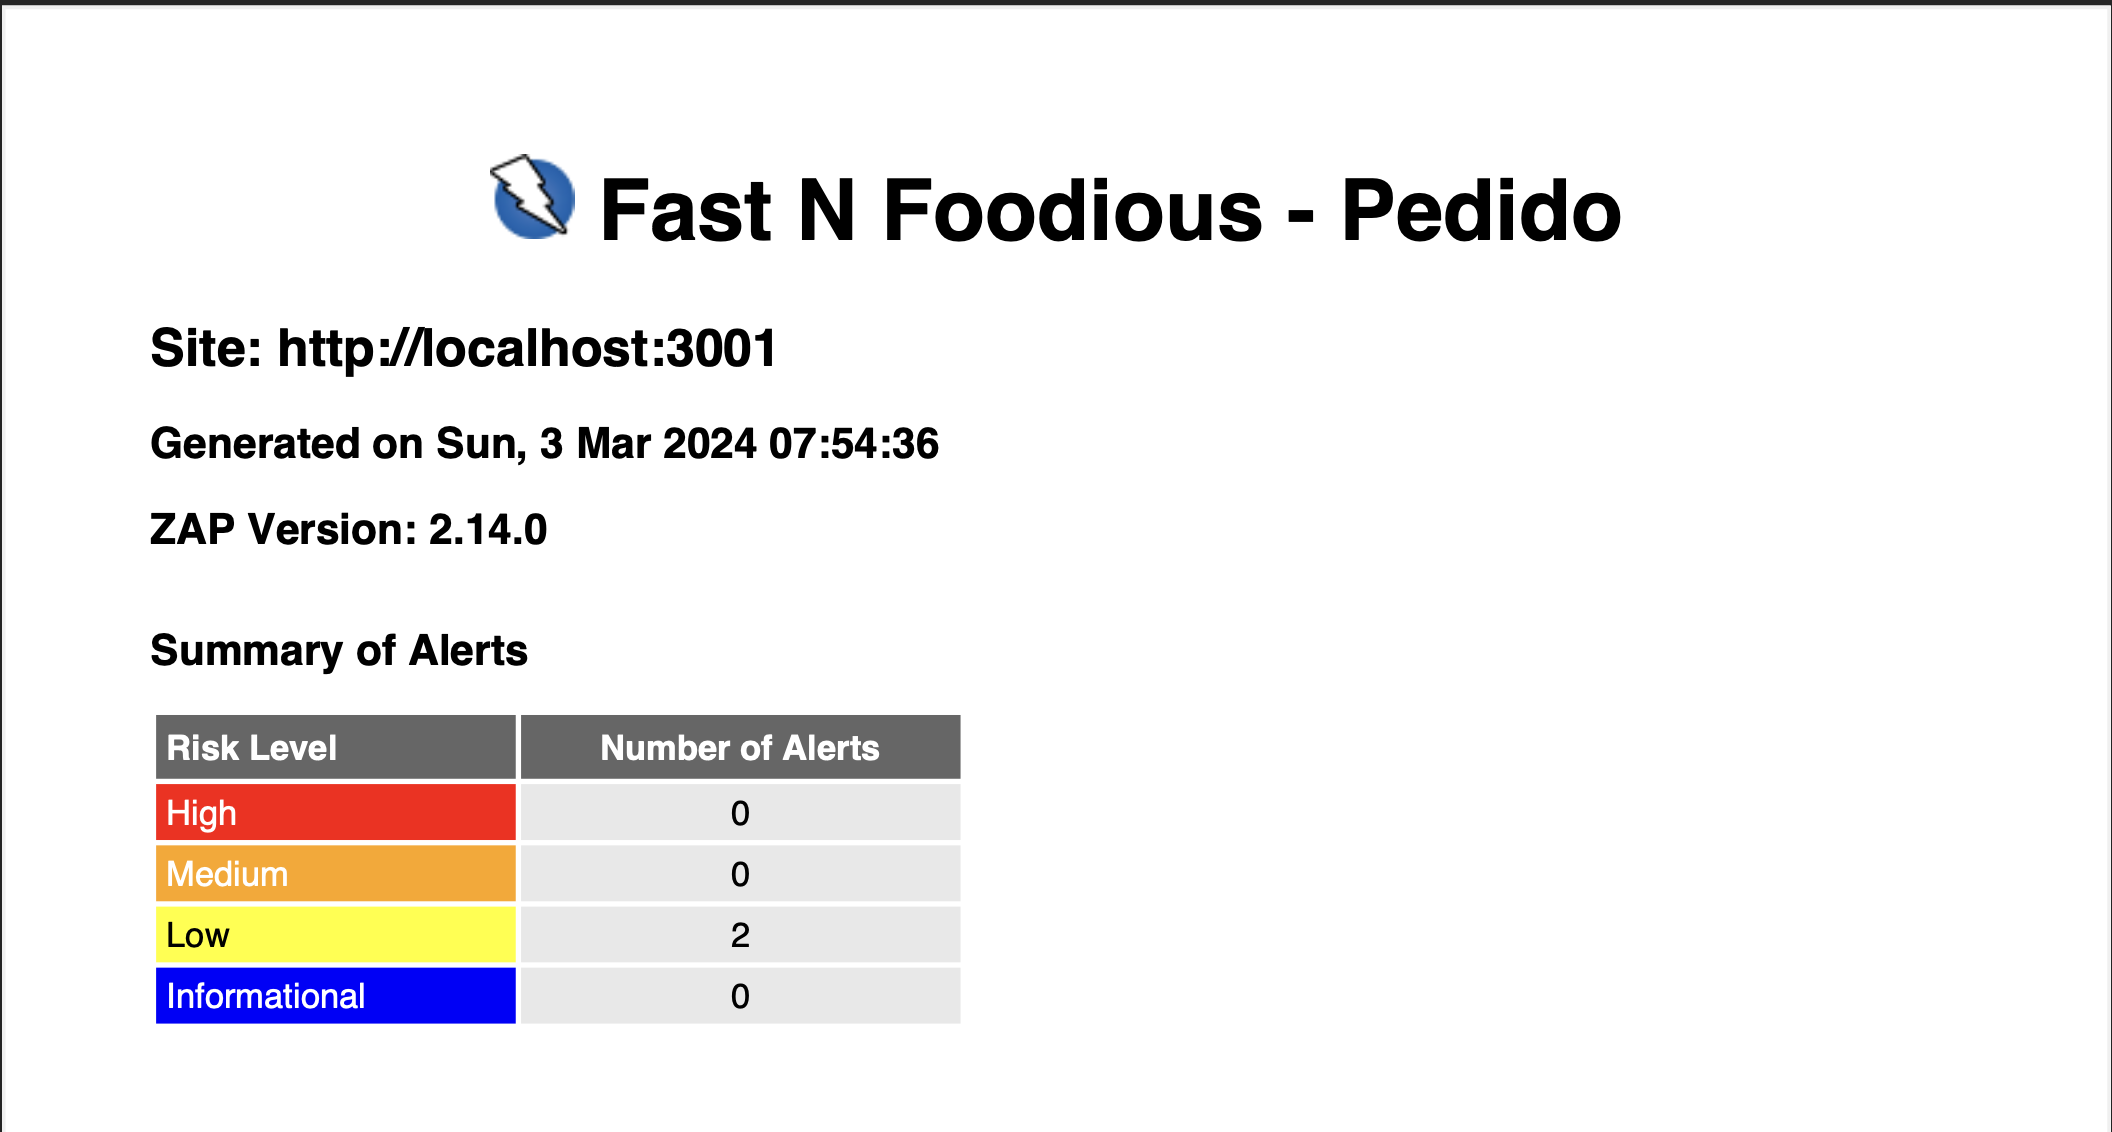 Fast N Foodious - Pedido
Site: http://localhost:3001
Generated on Sun, 3 Mar 2024 07:54:36
ZAP Version: 2.14.0
Summary of Alerts
Risk Level Number of Alerts
High 0
Medium 0
Low 2
Informational 0